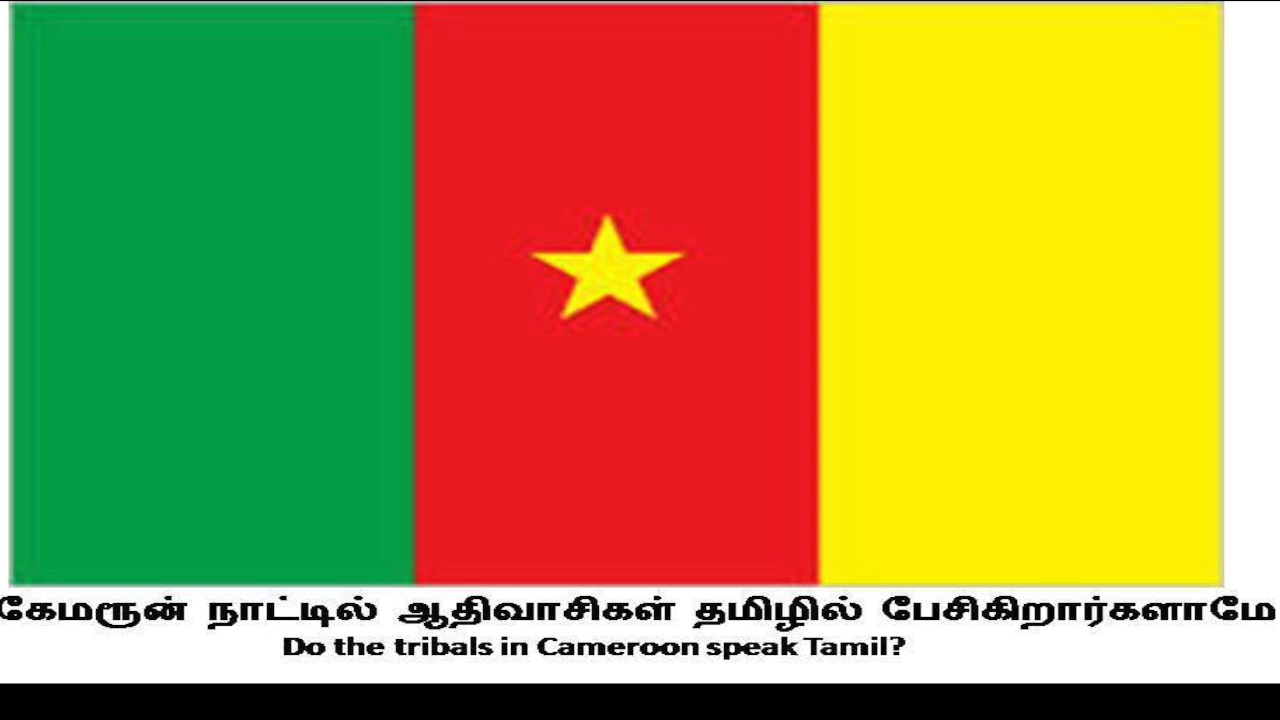 கேமரூன் நாட்டில் ஆதிவாசிகள் தமிழில் பேசிகிறார்களாமே
Do the tribals in Cameroon speak Tamil?